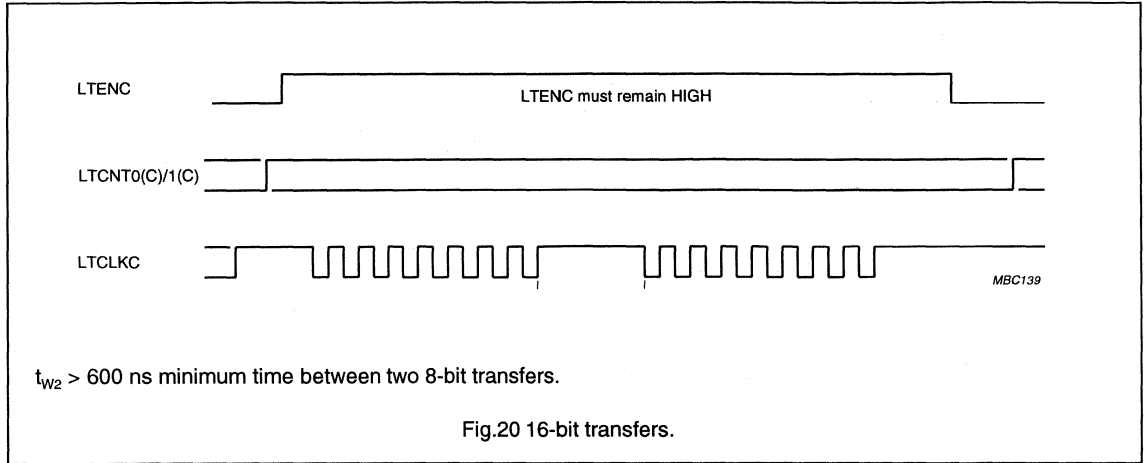 LTENC
LTENC must remain HIGH
LTCNT0(C)/1(C)
LTCLKC
MBC139
tW2 > 600 ns minimum time between two 8-bit transfers.
Fig.20 16-bit transfers.